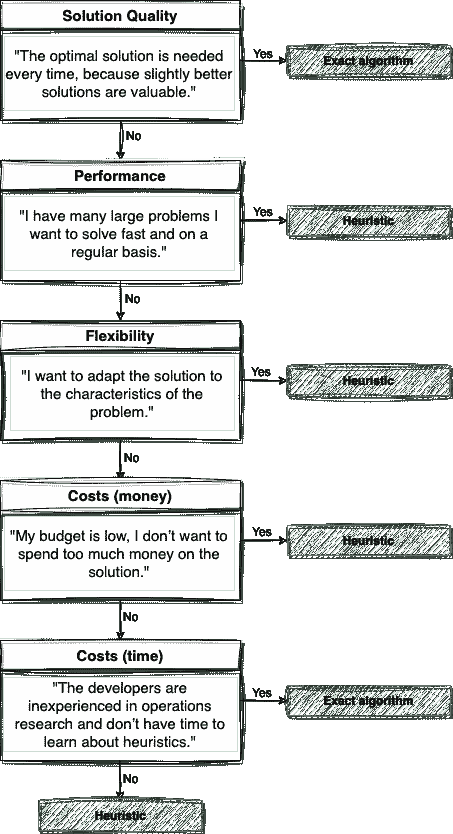 Solution Quality
"The optimal solution is needed
every time, because slightly better
solutions are valuable."
Yes
Exact algorithm
No
Performance
"I have many large problems I
want to solve fast and on a
regular basis."
Yes
Heuristic
No
Flexibility
"I want to adapt the solution to
the characteristics of the
problem."
Yes
Heuristic
No
Costs (money)
"My budget is low, I don't want to
spend too much money on the
solution."
Yes
Heuristic
No
Costs (time)
"The developers are
inexperienced in operations
research and don't have time to
learn about heuristics."
Yes
Exact algorithm
No
Heuristic